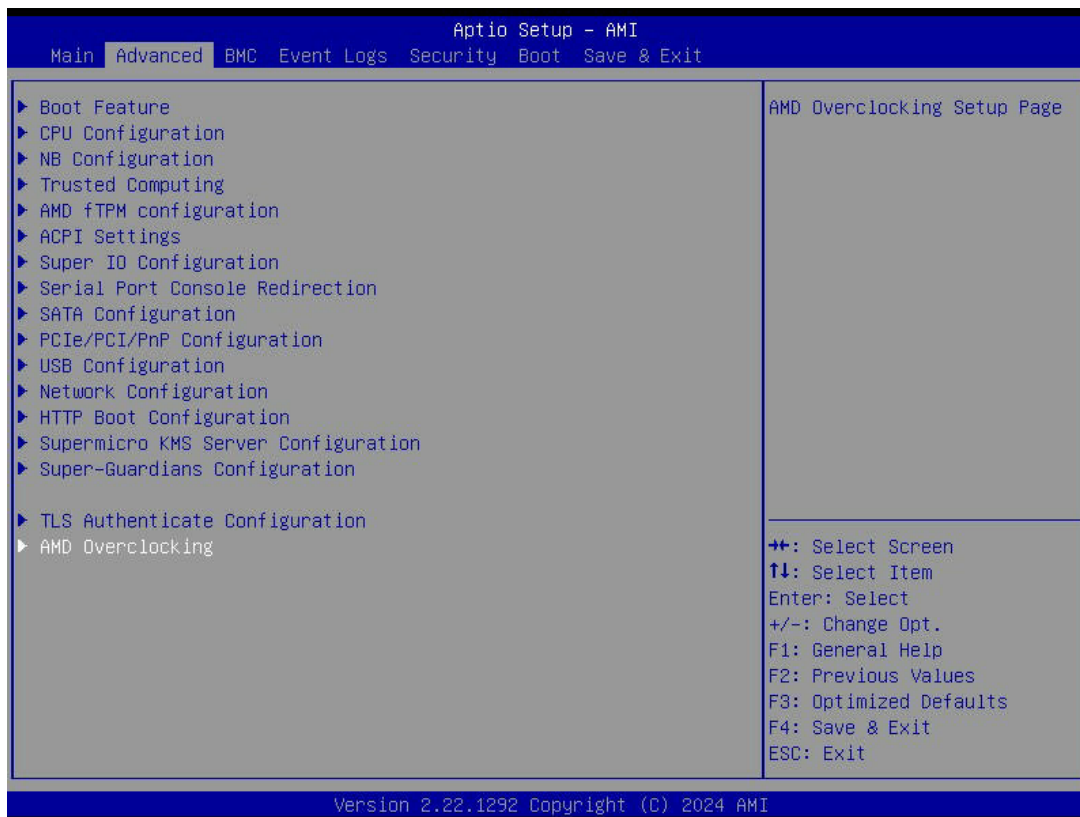 Aptio Setup – AMI
Main Advanced BMC Event Logs Security Boot Save & Exit
Boot Feature
CPU Configuration
NB Configuration
Trusted Computing
AMD fTPM configuration
ACPI Settings
Super IO Configuration
Serial Port Console Redirection
SATA Configuration
PCIe/PCI/PnP Configuration
USB Configuration
Network Configuration
HTTP Boot Configuration
Supermicro KMS Server Configuration
Super-Guardians Configuration
TLS Authenticate Configuration
AMD Overclocking
AMD Overclocking Setup Page
→←: Select Screen
↑↓: Select Item
Enter: Select
+/-: Change Opt.
F1: General Help
F2: Previous Values
F3: Optimized Defaults
F4: Save & Exit
ESC: Exit
Version 2.22.1292 Copyright (C) 2024 AMI